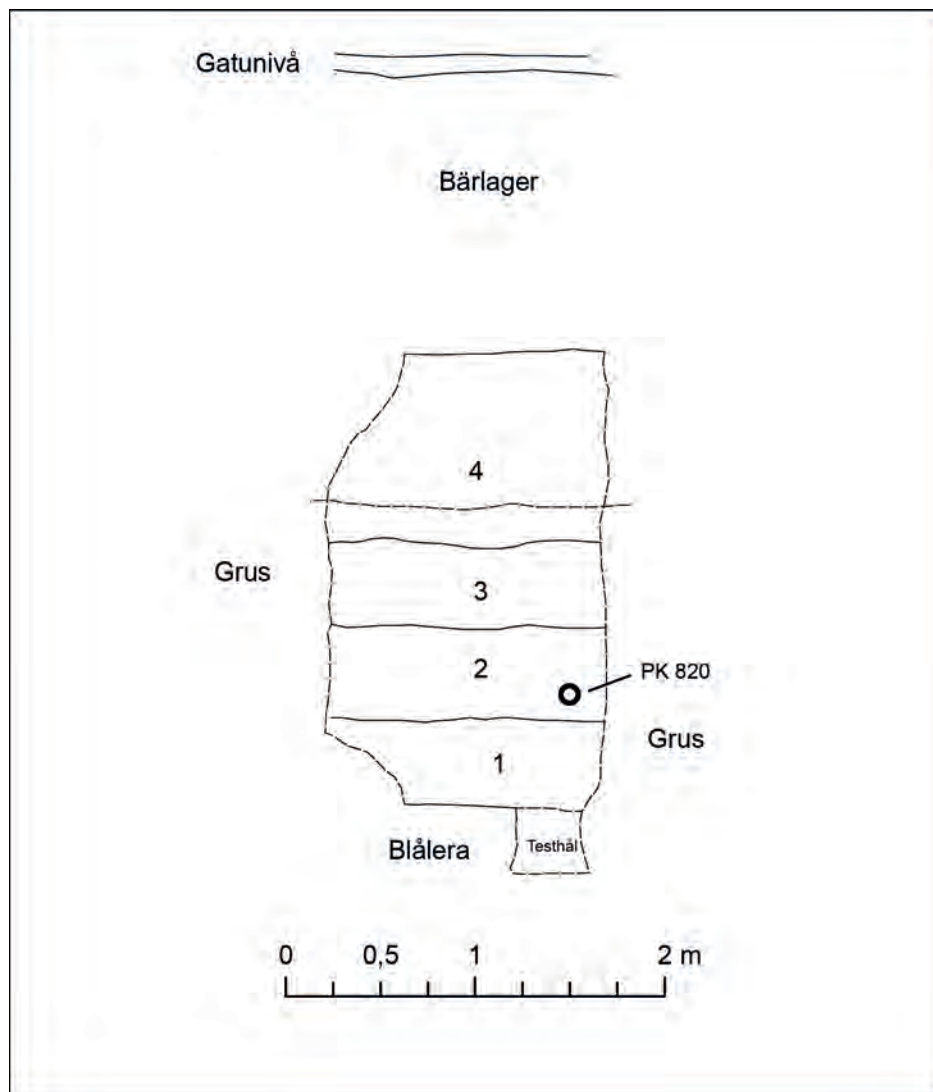 Gatunivå
Bärlager
4
Grus
3
2
PK 820
Grus
1
Blålera
Testhål
0 0,5 1 2 m